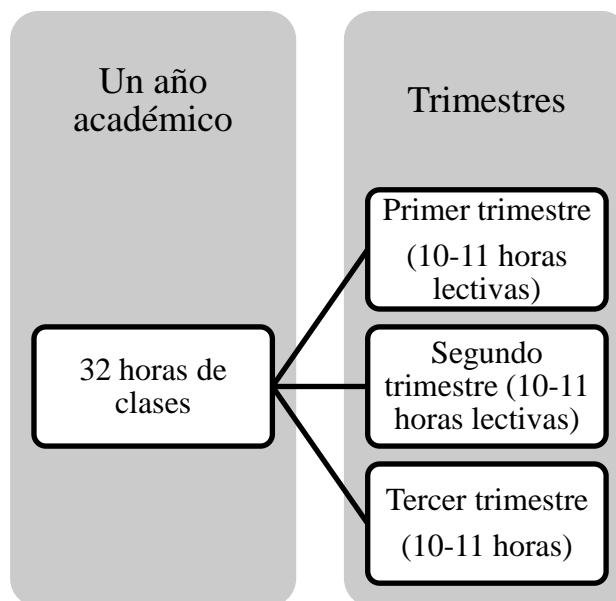 Un año
académico
32 horas de
clases
Trimestres
Primer trimestre
(10-11 horas
lectivas)
Segundo
trimestre (10-11
horas lectivas)
Tercer trimestre
(10-11 horas)